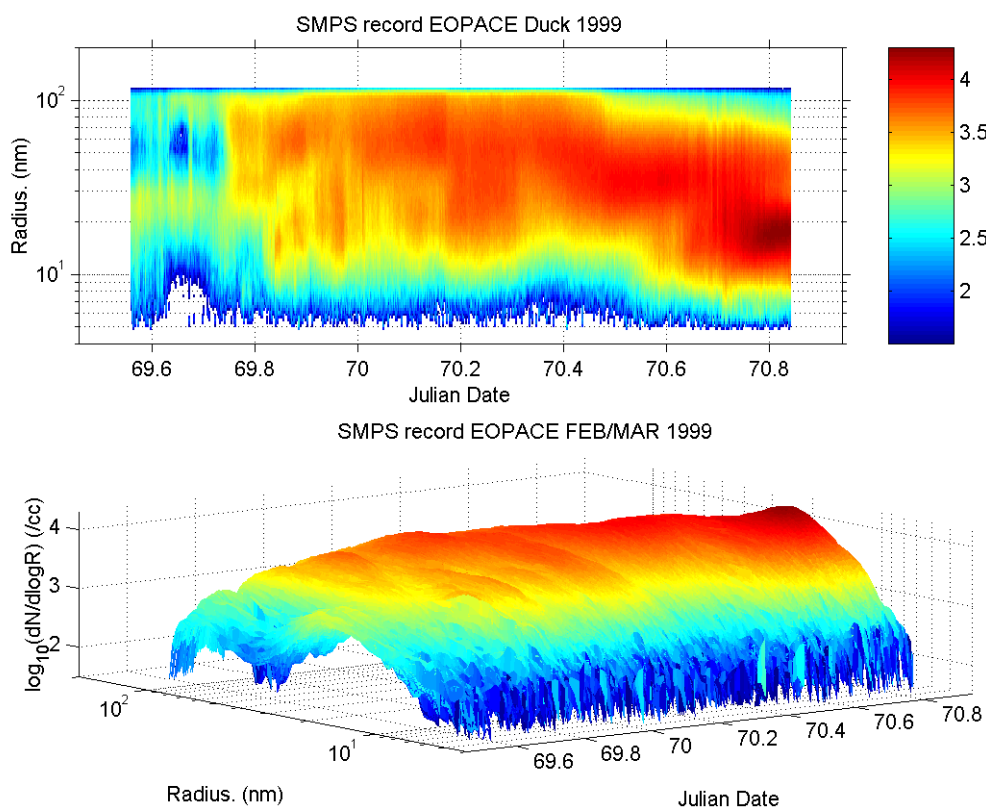 SMPS record EOPACE Duck 1999
Radius. (nm)
10²
10¹
69.6 69.8 70 70.2 70.4 70.6 70.8
Julian Date
4
3.5
3
2.5
2
SMPS record EOPACE FEB/MAR 1999
log₁₀(dN/dlogR) (/cc)
4
3
2
10²
10¹
Radius. (nm)
69.6 69.8 70 70.2 70.4 70.6 70.8
Julian Date